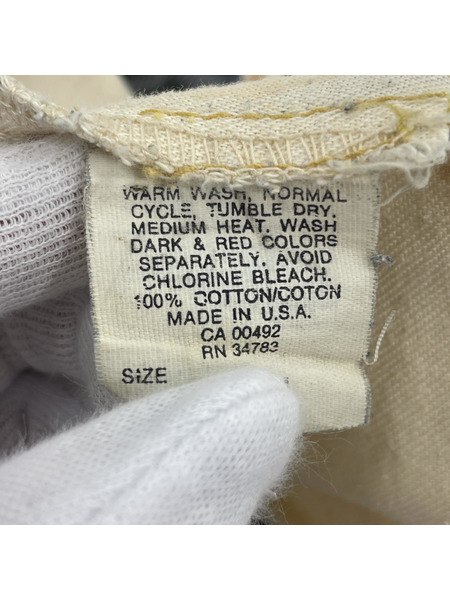 WARM WASH, NORMAL
CYCLE, TUMBLE DRY.
MEDIUM HEAT. WASH
DARK & RED COLORS
SEPARATELY. AVOID
CHLORINE BLEACH.
100% COTTON/COTON
MADE IN U.S.A.
CA 00492
RN 34783
SIZE